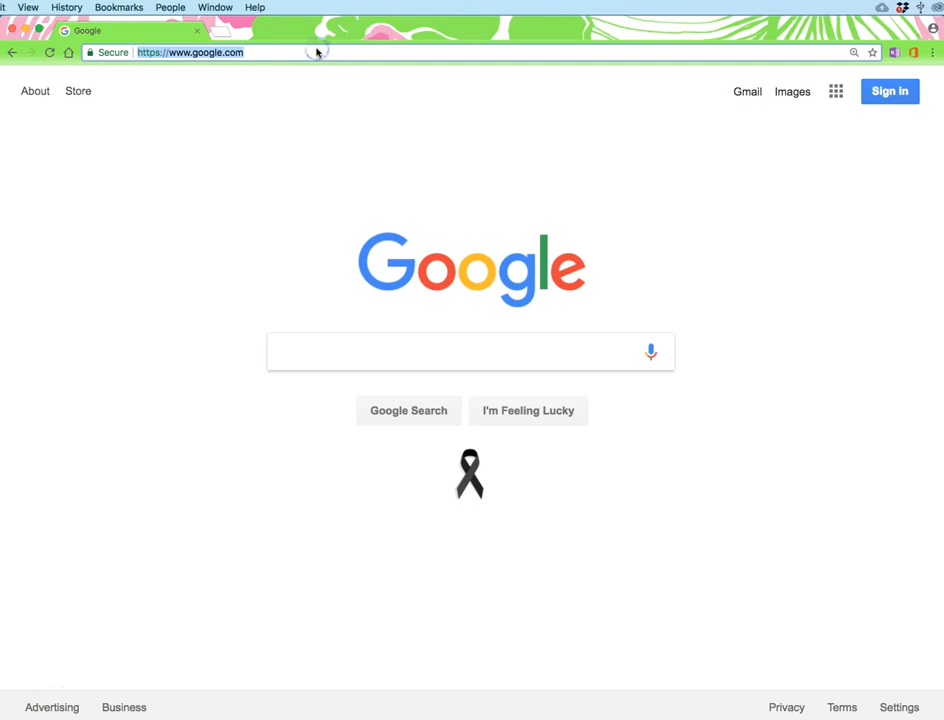 it View History Bookmarks People Window Help
Google
Secure https://www.google.com
About Store Gmail Images Sign in
Google
Google Search I'm Feeling Lucky
Advertising Business Privacy Terms Settings